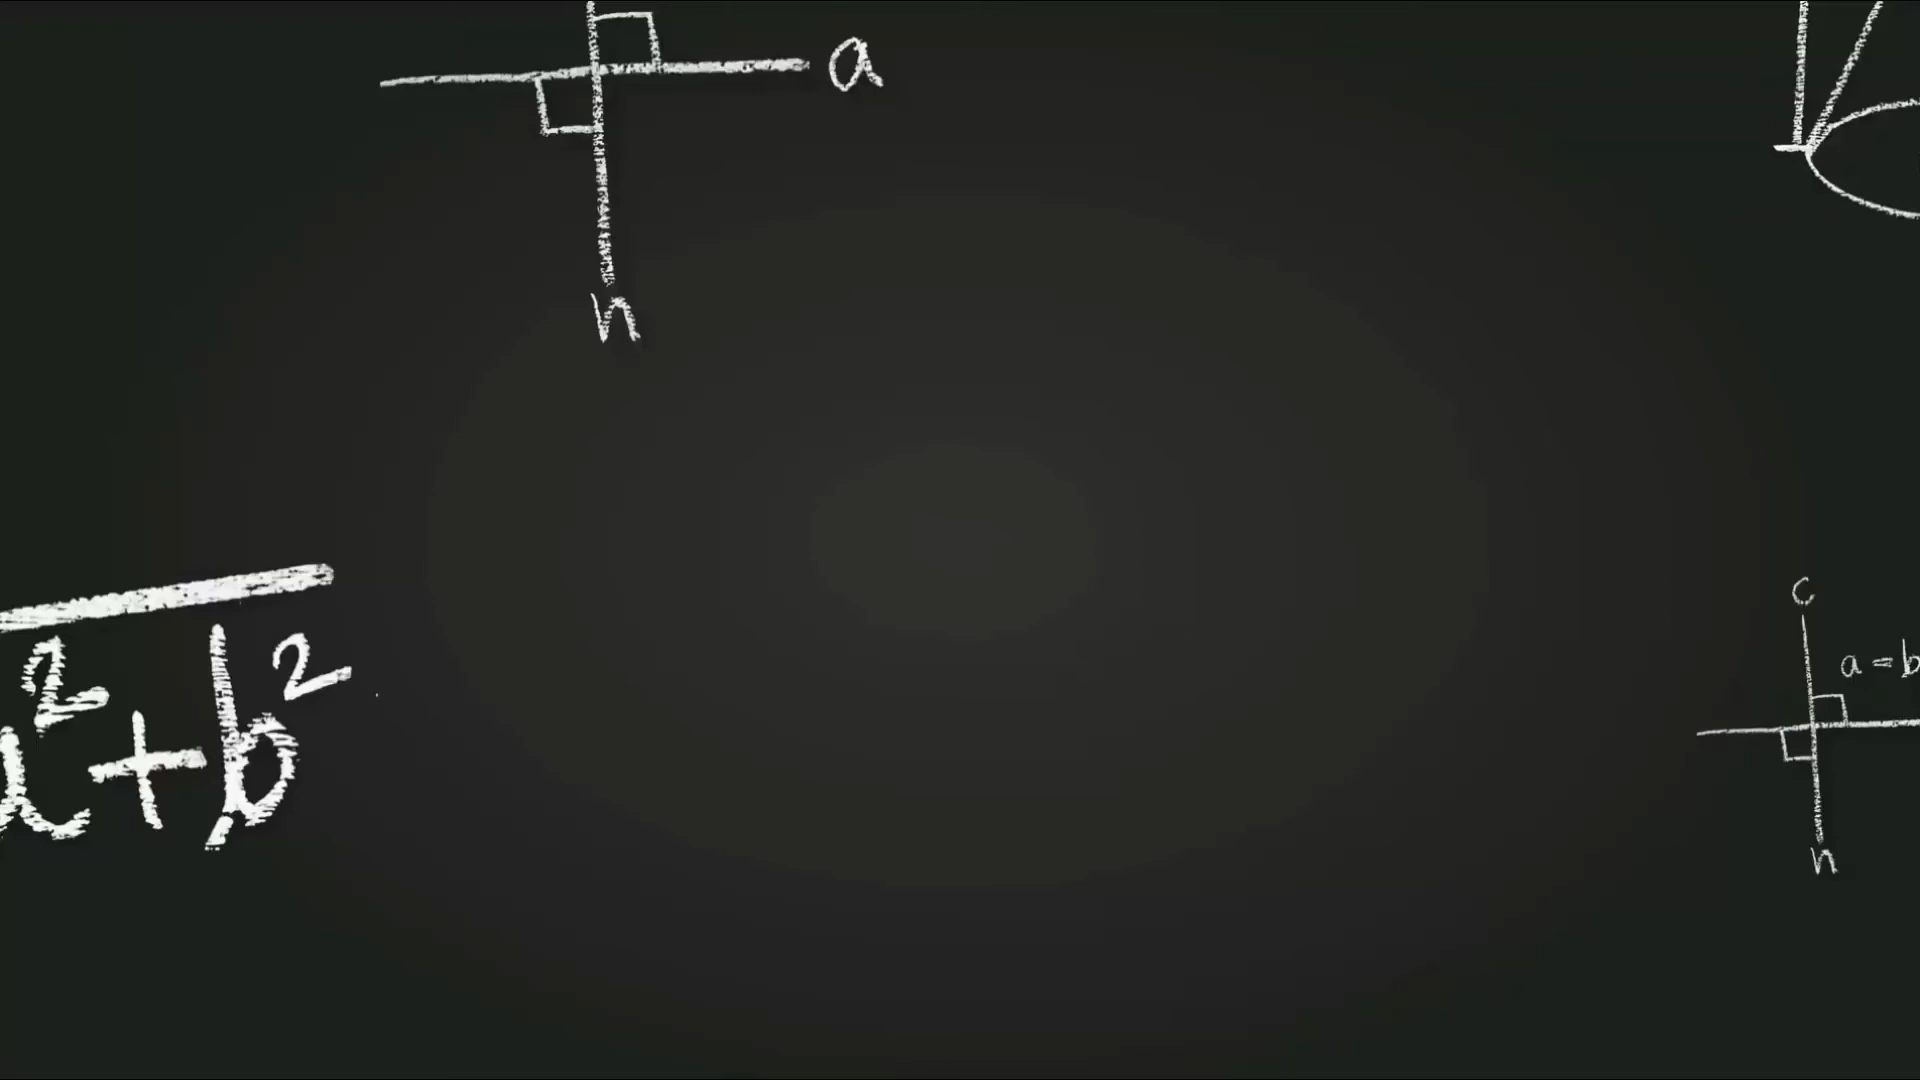 a
n
c
a = b
a² + b²
n